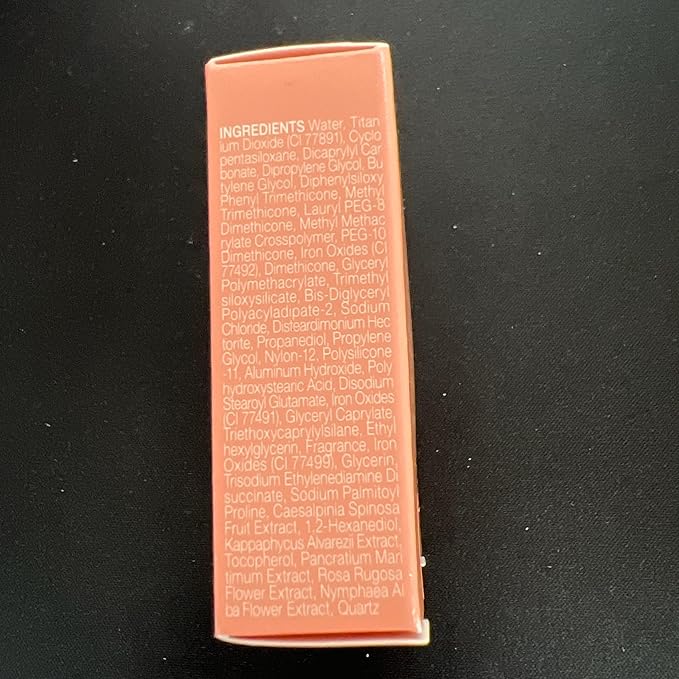 INGREDIENTS Water, Titan
ium Dioxide (CI 77891), Cyclo
pentasiloxane, Dicaprylyl Car
bonate, Dipropylene Glycol, Bu
tylene Glycol, Diphenylsiloxy
Phenyl Trimethicone, Methyl
Trimethicone, Lauryl PEG-8
Dimethicone, Methyl Methac
rylate Crosspolymer, PEG-10
Dimethicone, Iron Oxides (CI
77492), Dimethicone, Glyceryl
Polymethacrylate, Trimethyl
siloxysilicate, Bis-Diglyceryl
Polyacyladipate-2, Sodium
Chloride, Disteardimonium Hec
torite, Propanediol, Propylene
Glycol, Nylon-12, Polysilicone
-11, Aluminum Hydroxide, Poly
hydroxystearic Acid, Disodium
Stearoyl Glutamate, Iron Oxides
(CI 77491), Glyceryl Caprylate,
Triethoxycaprylylsilane, Ethyl
hexylglycerin, Fragrance, Iron
Oxides (CI 77499), Glycerin,
Trisodium Ethylenediamine Di
succinate, Sodium Palmitoyl
Proline, Caesalpinia Spinosa
Fruit Extract, 1,2-Hexanediol,
Kappaphycus Alvarezii Extract,
Tocopherol, Pancratium Mari
timum Extract, Rosa Rugosa
Flower Extract, Nymphaea Al
ba Flower Extract, Quartz